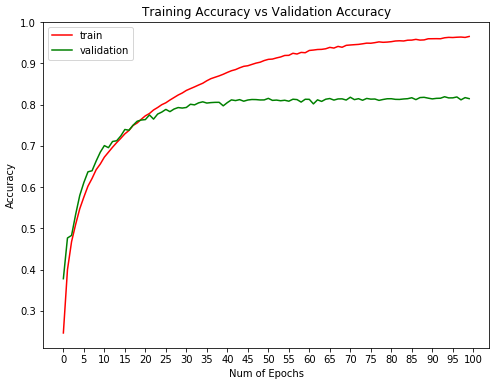 Training Accuracy vs Validation Accuracy
train
validation
Accuracy
1.0
0.9
0.8
0.7
0.6
0.5
0.4
0.3
0 5 10 15 20 25 30 35 40 45 50 55 60 65 70 75 80 85 90 95 100
Num of Epochs